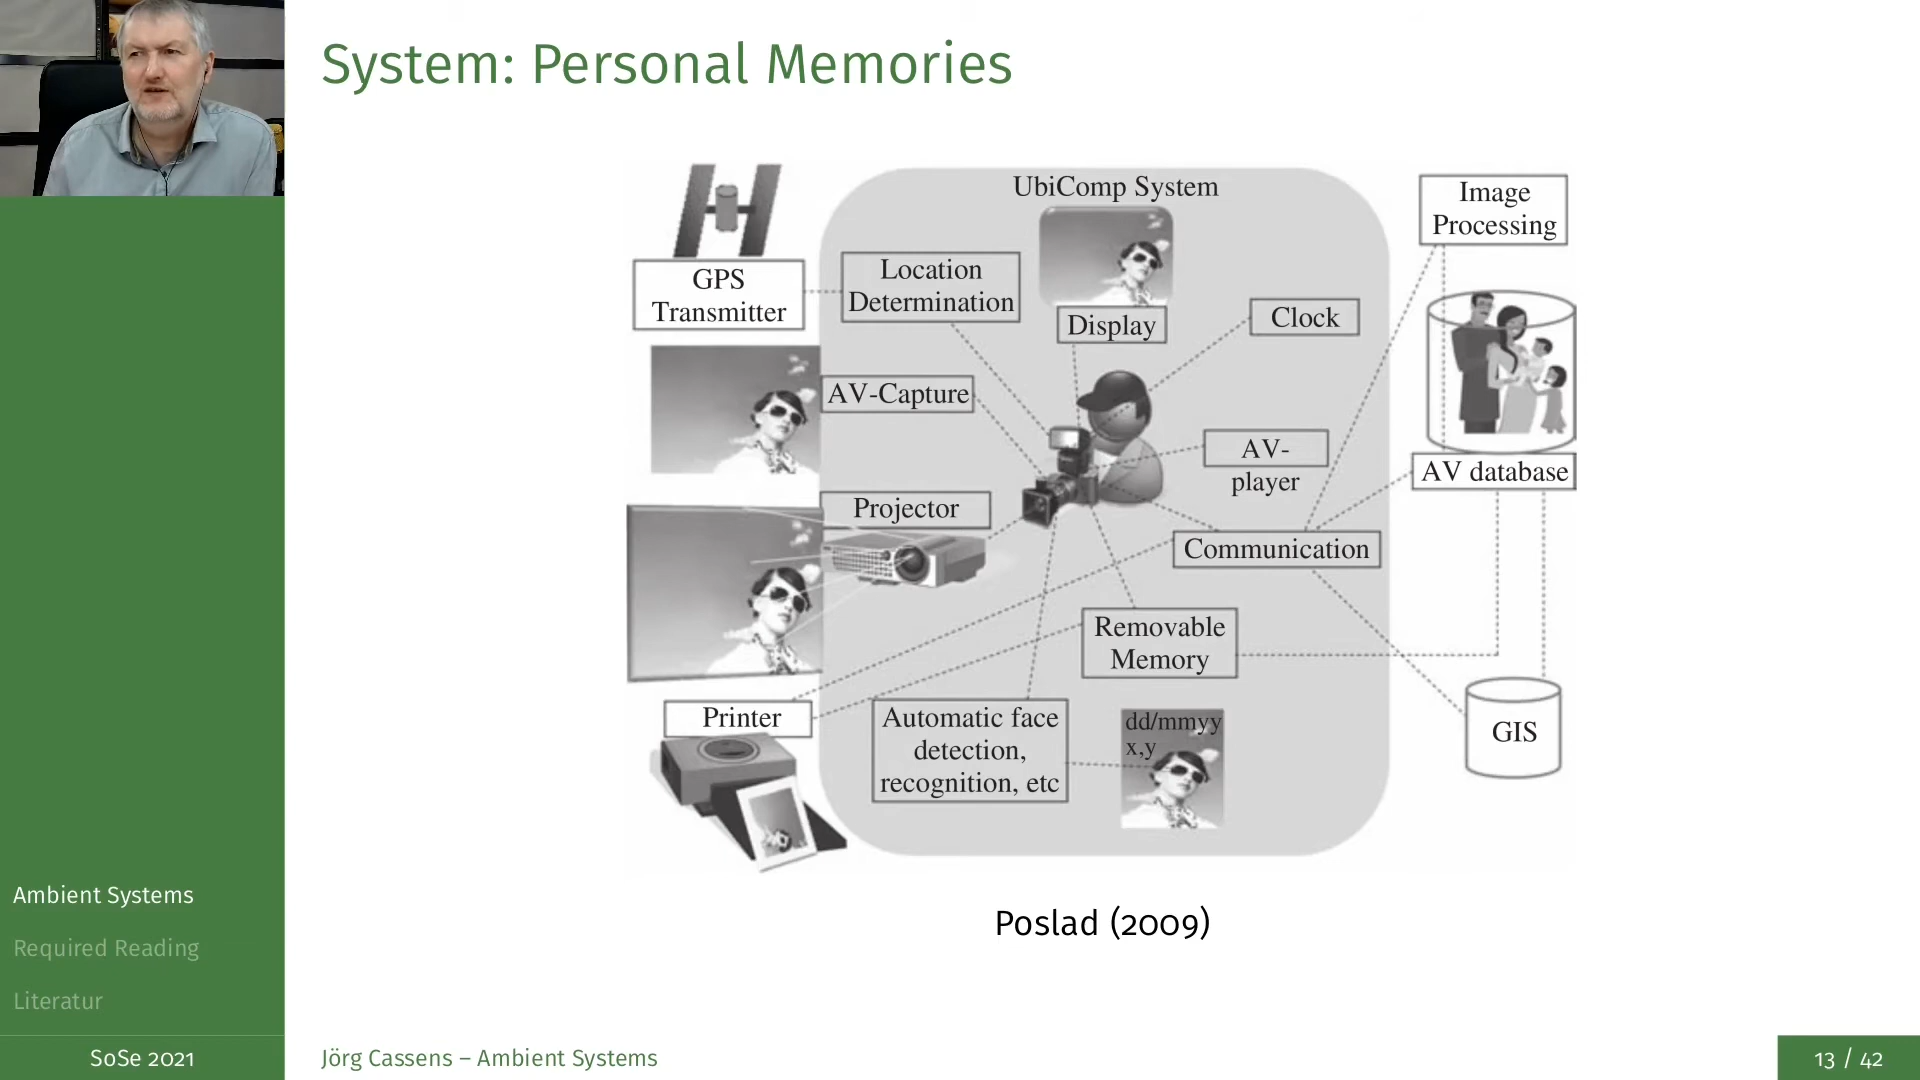 System: Personal Memories
UbiComp System
Image
Processing
GPS
Transmitter
Location
Determination
Display
Clock
AV-Capture
AV-
player
AV database
Projector
Communication
Removable
Memory
Printer
Automatic face
detection,
recognition, etc
dd/mmyy
x,y
GIS
Poslad (2009)
Ambient Systems
Required Reading
Literatur
SoSe 2021
Jörg Cassens – Ambient Systems
13 / 42